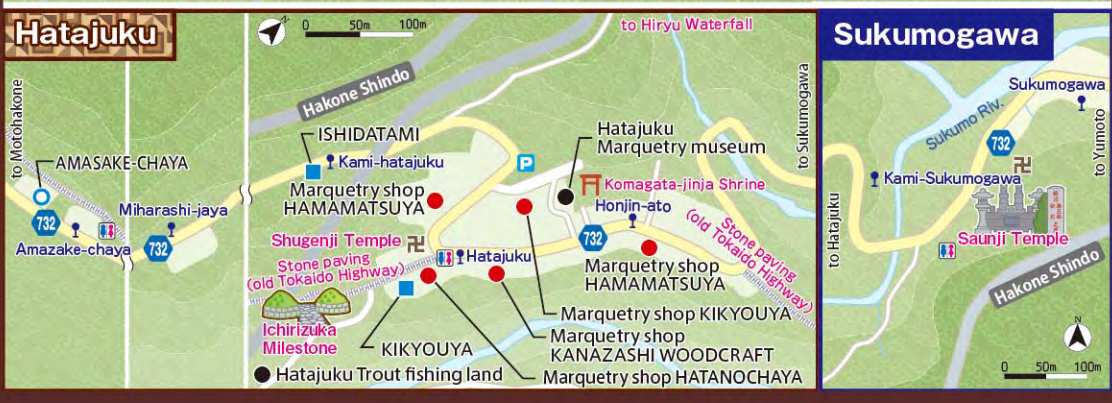 Hatajuku
N
0 50m 100m
to Hiryu Waterfall
Hakone Shindo
to Motohakone
AMASAKE-CHAYA
732
Amazake-chaya
Miharashi-jaya
732
ISHIDATAMI
Kami-hatajuku
P
Hatajuku
Marquetry museum
Komagata-jinja Shrine
Honjin-ato
to Sukumogawa
Marquetry shop
HAMAMATSUYA
Shugenji Temple
卍
Stone paving
(old Tokaido Highway)
Hatajuku
732
Stone paving
(old Tokaido Highway)
Marquetry shop
HAMAMATSUYA
Ichirizuka
Milestone
KIKYOUYA
Marquetry shop KIKYOUYA
Marquetry shop
KANAZASHI WOODCRAFT
Marquetry shop HATANOCHAYA
Hatajuku Trout fishing land
Sukumogawa
Sukumogawa
Sukumo Riv.
732
to Yumoto
卍
Kami-Sukumogawa
to Hatajuku
Saunji Temple
Hakone Shindo
N
0 50m 100m